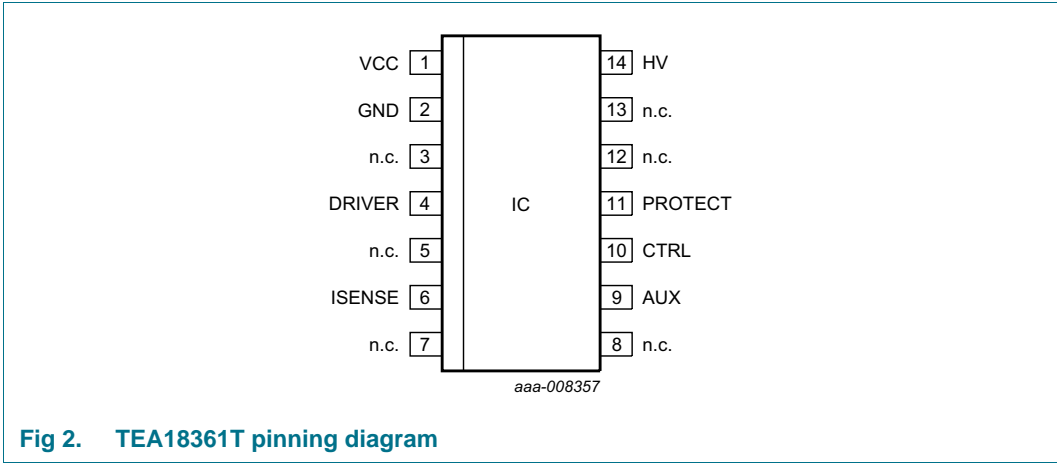 VCC 1 14 HV
GND 2 13 n.c.
n.c. 3 12 n.c.
DRIVER 4 IC 11 PROTECT
n.c. 5 10 CTRL
ISENSE 6 9 AUX
n.c. 7 8 n.c.
aaa-008357
Fig 2. TEA18361T pinning diagram